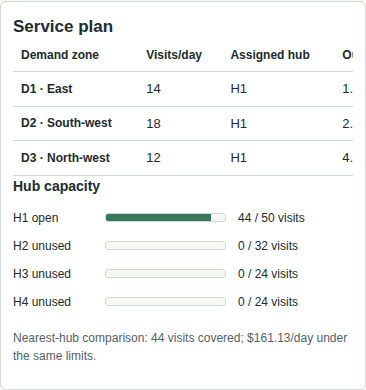 Service plan
Demand zone Visits/day Assigned hub
D1 · East 14 H1 1.
D2 · South-west 18 H1 2.
D3 · North-west 12 H1 4.
Hub capacity
H1 open 44 / 50 visits
H2 unused 0 / 32 visits
H3 unused 0 / 24 visits
H4 unused 0 / 24 visits
Nearest-hub comparison: 44 visits covered; $161.13/day under
the same limits.